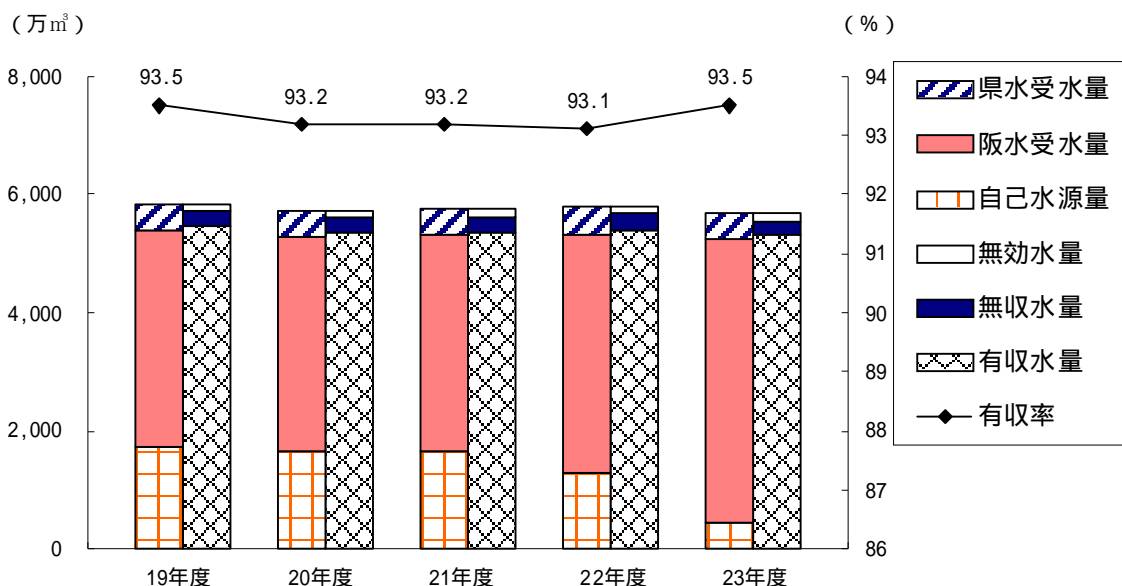 (万㎥)
(%)
8,000
6,000
4,000
2,000
0
93.5
93.2
93.2
93.1
93.5
94
93
92
91
90
89
88
87
86
19年度
20年度
21年度
22年度
23年度
県水受水量
阪水受水量
自己水源量
無効水量
無収水量
有収水量
有収率